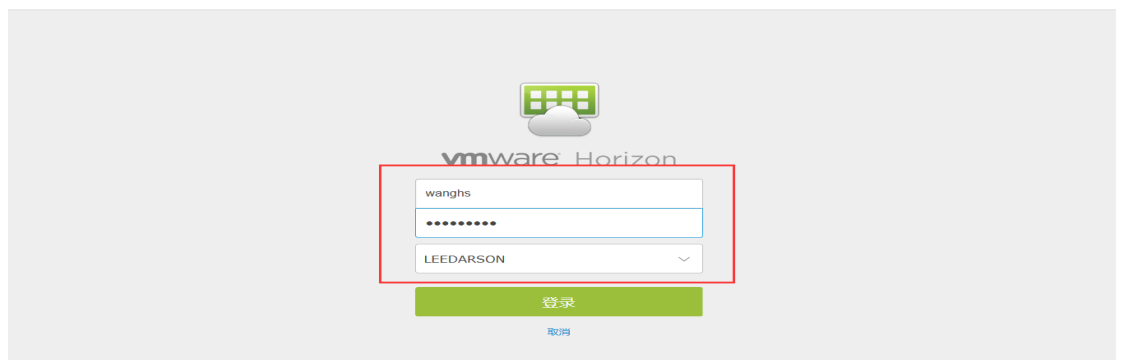 vmware Horizon
wanghs
•••••••••
LEEDARSON
登录
取消